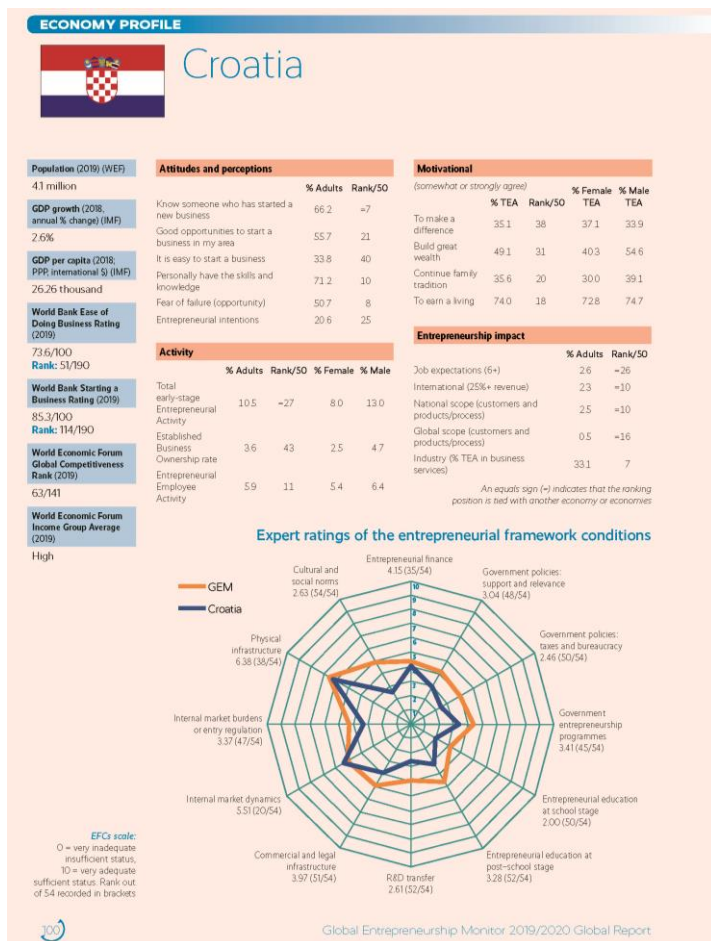 ECONOMY PROFILE
Croatia
Population (2019) (WEF)
4.1 million
GDP growth (2018,
annual % change) (IMF)
2.6%
GDP per capita (2018;
PPP, international $) (IMF)
26.26 thousand
World Bank Ease of
Doing Business Rating
(2019)
73.6/100
Rank: 51/190
World Bank Starting a
Business Rating (2019)
85.3/100
Rank: 114/190
World Economic Forum
Global Competitiveness
Rank (2019)
63/141
World Economic Forum
Income Group Average
(2019)
High
Attitudes and perceptions
% Adults Rank/50
Know someone who has started a
new business 66.2 =7
Good opportunities to start a
business in my area 55.7 21
It is easy to start a business 33.8 40
Personally have the skills and
knowledge 71.2 10
Fear of failure (opportunity) 50.7 8
Entrepreneurial intentions 20.6 25
Activity
% Adults Rank/50 % Female % Male
Total
early-stage
Entrepreneurial 10.5 =27 8.0 13.0
Activity
Established
Business 3.6 43 2.5 4.7
Ownership rate
Entrepreneurial
Employee 5.9 11 5.4 6.4
Activity
Motivational
(somewhat or strongly agree) % Female % Male
% TEA Rank/50 TEA TEA
To make a
difference 35.1 38 37.1 33.9
Build great
wealth 49.1 31 40.3 54.6
Continue family
tradition 35.6 20 30.0 39.1
To earn a living 74.0 18 72.8 74.7
Entrepreneurship impact
% Adults Rank/50
Job expectations (6+) 2.6 =26
International (25%+ revenue) 2.3 =10
National scope (customers and
products/process) 2.5 =10
Global scope (customers and
products/process) 0.5 =16
Industry (% TEA in business
services) 33.1 7
An equals sign (=) indicates that the ranking
position is tied with another economy or economies
Expert ratings of the entrepreneurial framework conditions
GEM
Croatia
Entrepreneurial finance
4.15 (35/54)
Government policies:
support and relevance
3.04 (48/54)
Government policies:
taxes and bureaucracy
2.46 (50/54)
Government
entrepreneurship
programmes
3.41 (45/54)
Entrepreneurial education
at school stage
2.00 (50/54)
Entrepreneurial education at
post-school stage
3.28 (52/54)
R&D transfer
2.61 (52/54)
Commercial and legal
infrastructure
3.97 (51/54)
Internal market dynamics
5.51 (20/54)
Internal market burdens
or entry regulation
3.37 (47/54)
Physical
infrastructure
6.38 (38/54)
Cultural and
social norms
2.63 (54/54)
10
9
8
7
6
5
3
2
1
EFCs scale:
0 = very inadequate
insufficient status,
10 = very adequate
sufficient status. Rank out
of 54 recorded in brackets
100
Global Entrepreneurship Monitor 2019/2020 Global Report